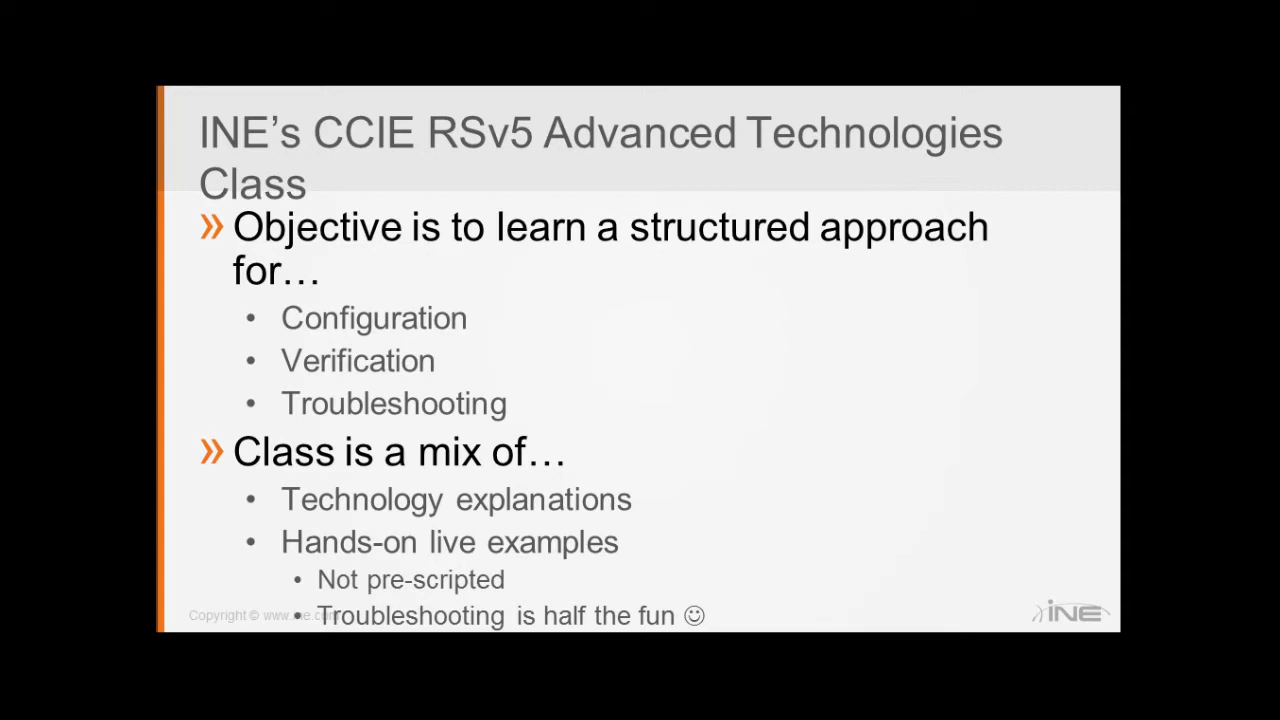 INE's CCIE RSv5 Advanced Technologies
Class
» Objective is to learn a structured approach
for…
• Configuration
• Verification
• Troubleshooting
» Class is a mix of…
• Technology explanations
• Hands-on live examples
• Not pre-scripted
• Troubleshooting is half the fun ☺
Copyright © www.ine.com
iNE